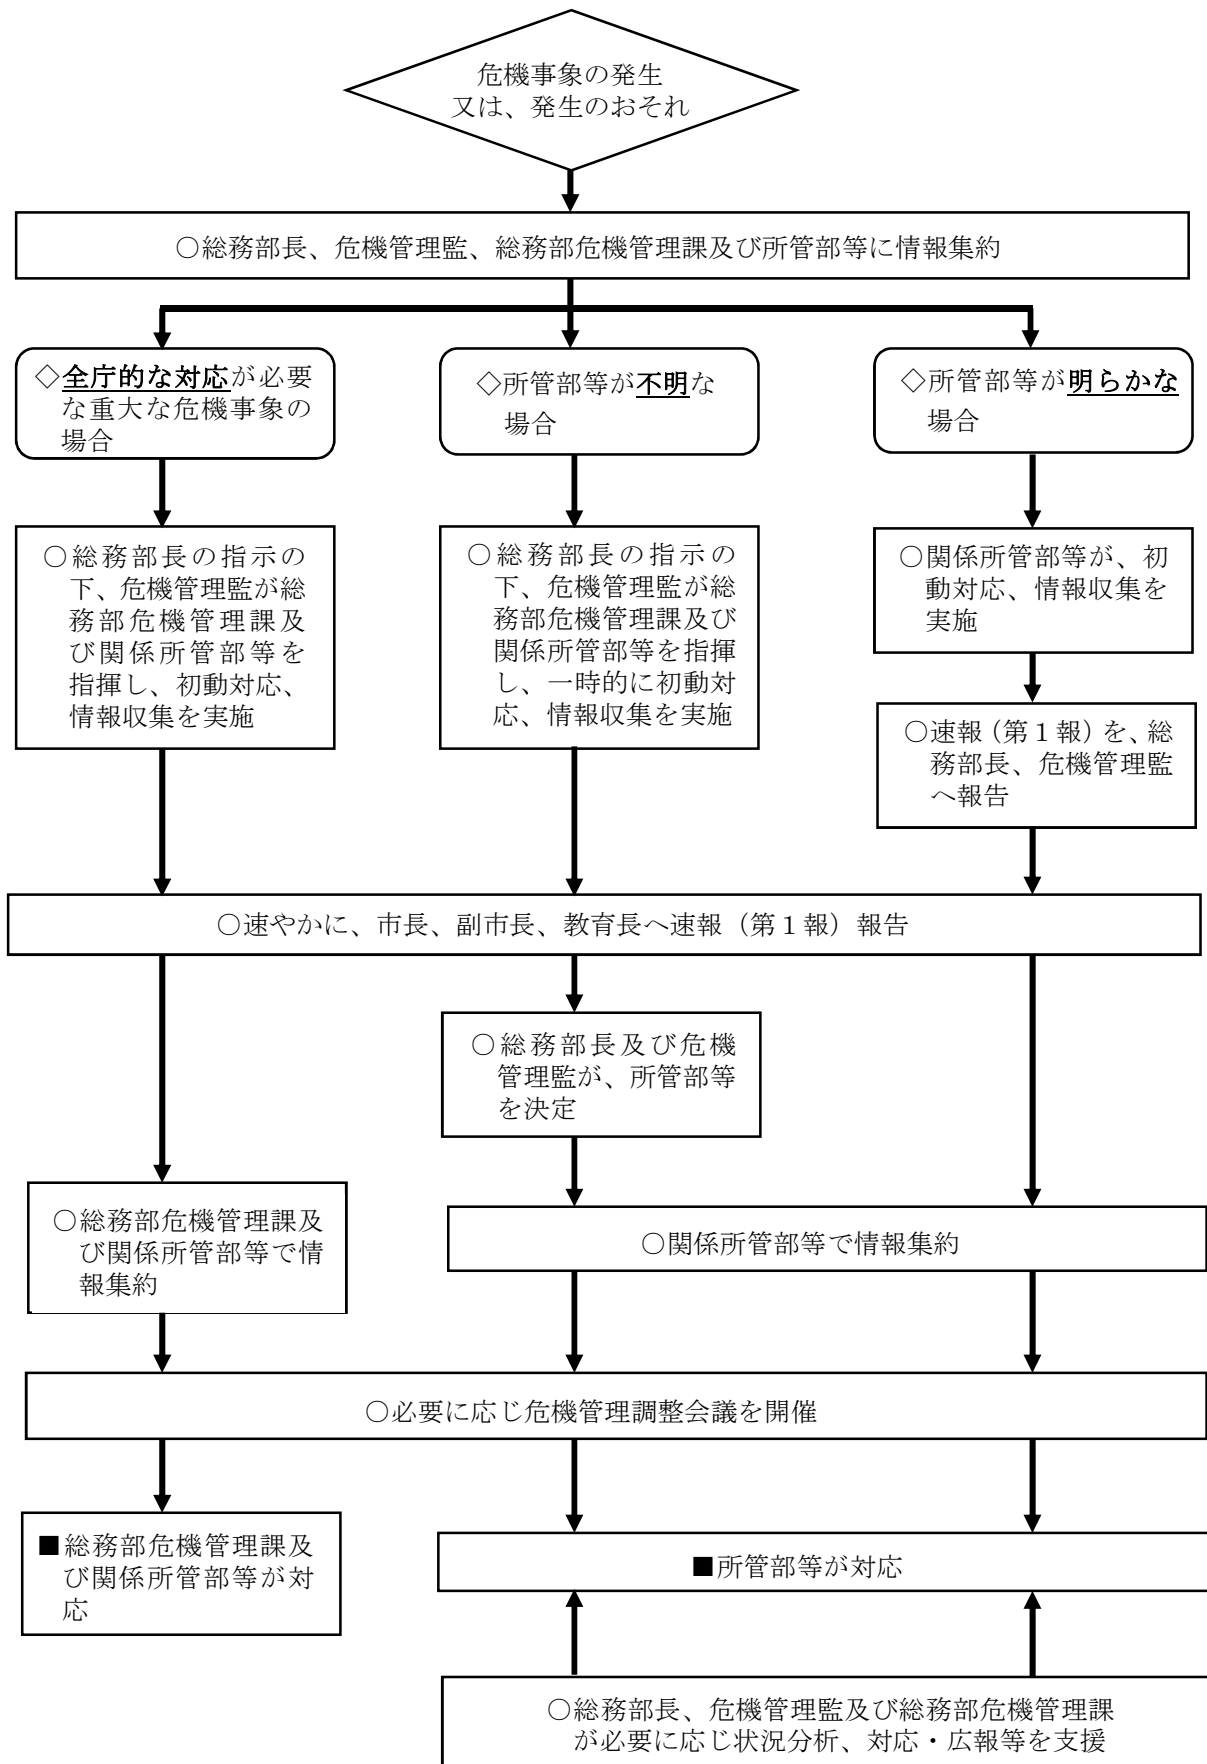 危機事象の発生
又は、発生のおそれ
○総務部長、危機管理監、総務部危機管理課及び所管部等に情報集約
◇全庁的な対応が必要
な重大な危機事象の
場合
◇所管部等が不明な
場合
◇所管部等が明らかな
場合
○総務部長の指示の
下、危機管理監が総
務部危機管理課及
び関係所管部等を
指揮し、初動対応、
情報収集を実施
○総務部長の指示の
下、危機管理監が総
務部危機管理課及び
関係所管部等を指揮
し、一時的に初動対
応、情報収集を実施
○関係所管部等が、初
動対応、情報収集を
実施
○速報（第１報）を、総
務部長、危機管理監
へ報告
○速やかに、市長、副市長、教育長へ速報（第１報）報告
○総務部長及び危機
管理監が、所管部等
を決定
○総務部危機管理課及
び関係所管部等で情
報集約
○関係所管部等で情報集約
○必要に応じ危機管理調整会議を開催
■総務部危機管理課及
び関係所管部等が対
応
■所管部等が対応
○総務部長、危機管理監及び総務部危機管理課
が必要に応じ状況分析、対応・広報等を支援